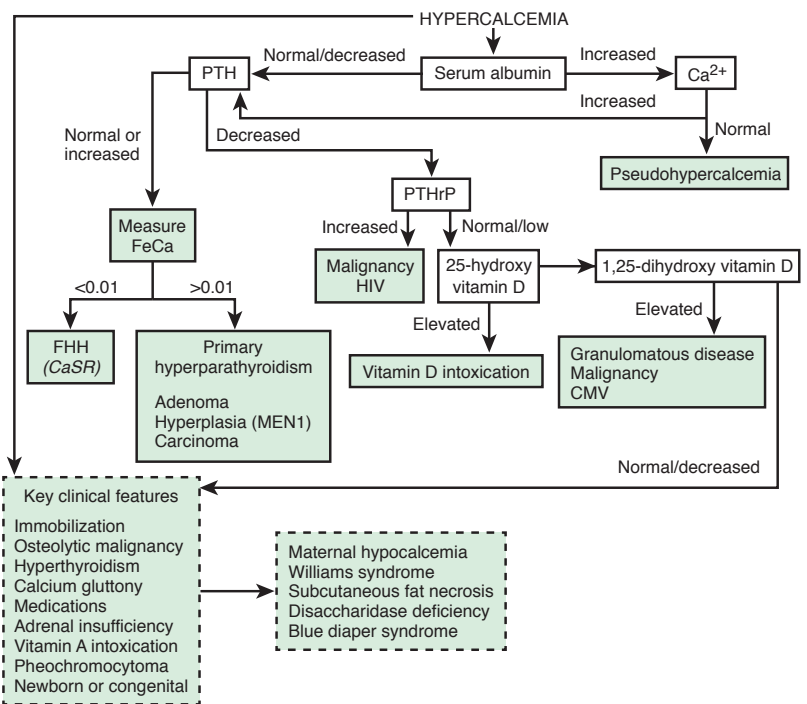 HYPERCALCEMIA
Normal/decreased
Increased
PTH
Serum albumin
Ca2+
Increased
Normal or
increased
Decreased
Normal
Pseudohypercalcemia
PTHrP
Measure
FeCa
Increased
Normal/low
Malignancy
HIV
25-hydroxy
vitamin D
1,25-dihydroxy vitamin D
<0.01
>0.01
Elevated
Elevated
FHH
(CaSR)
Primary
hyperparathyroidism
Adenoma
Hyperplasia (MEN1)
Carcinoma
Vitamin D intoxication
Granulomatous disease
Malignancy
CMV
Normal/decreased
Key clinical features
Immobilization
Osteolytic malignancy
Hyperthyroidism
Calcium gluttony
Medications
Adrenal insufficiency
Vitamin A intoxication
Pheochromocytoma
Newborn or congenital
Maternal hypocalcemia
Williams syndrome
Subcutaneous fat necrosis
Disaccharidase deficiency
Blue diaper syndrome